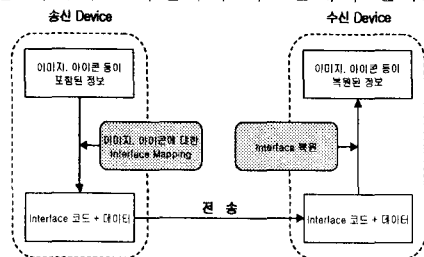 송신 Device
수신 Device
이미지, 아이콘 등이
포함된 정보
이미지, 아이콘 등이
복원된 정보
이미지, 아이콘에 대한
Interface Mapping
Interface 복원
Interface 코드 + 데이터
전 송
Interface 코드 + 데이터